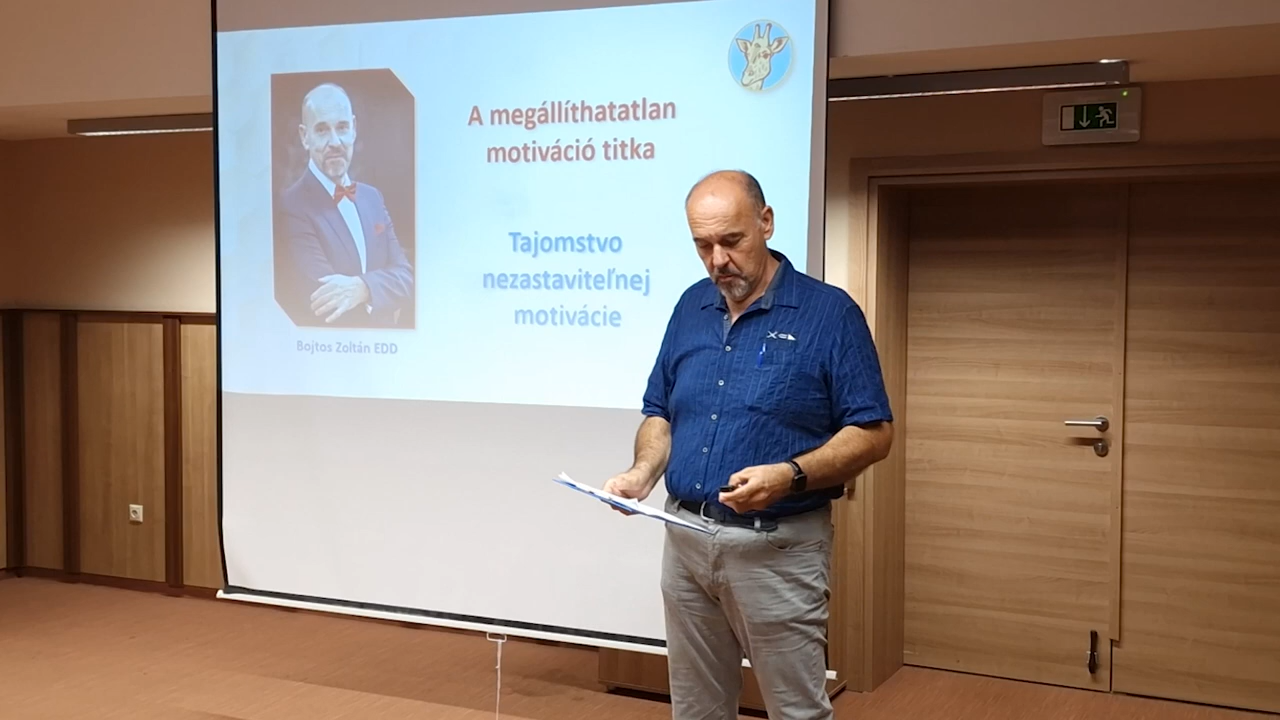 A megállíthatatlan
motiváció titka
Tajomstvo
nezastaviteľnej
motivácie
Bojtos Zoltán EDD